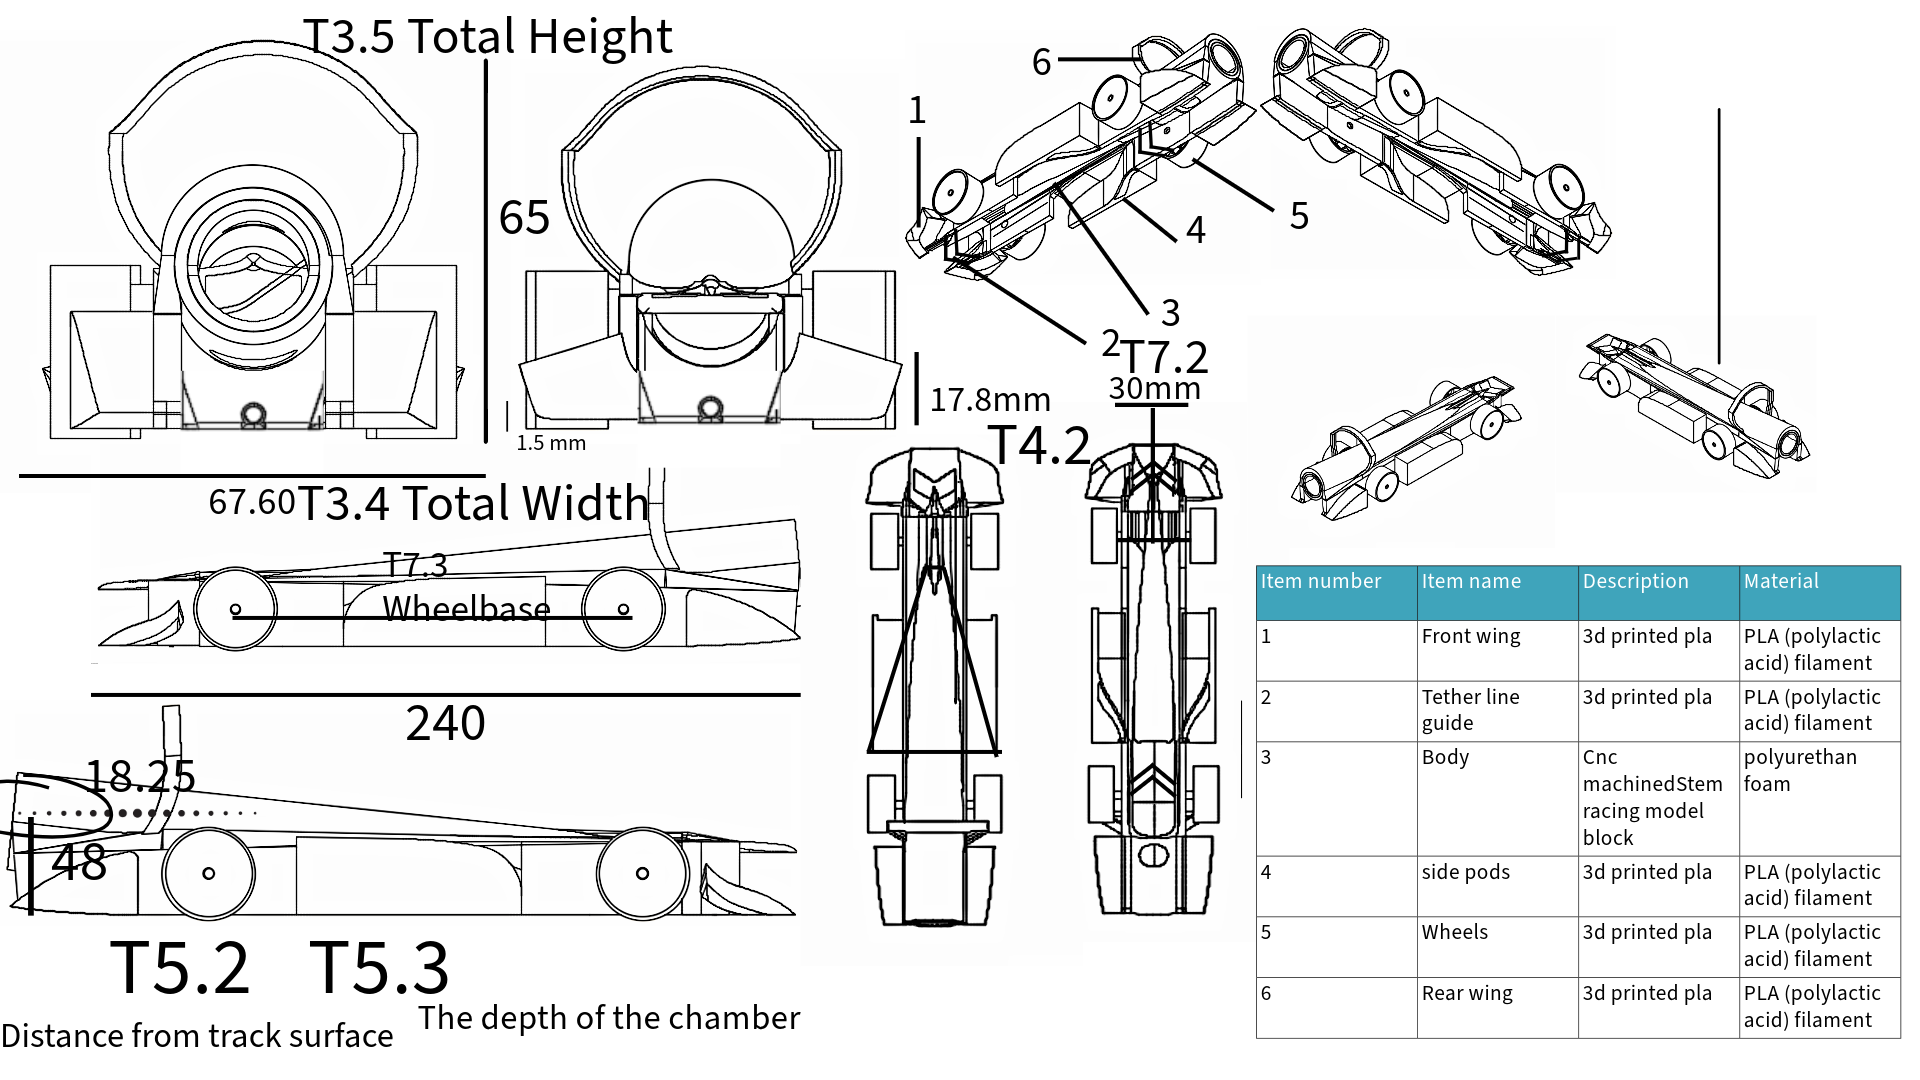 T3.5 Total Height
65
1.5 mm
17.8mm
67.60
T3.4 Total Width
T7.3
Wheelbase
240
18.25
48
T5.2
T5.3
Distance from track surface
The depth of the chamber
1
6
5
4
3
2
T7.2
30mm
T4.2
Item number Item name Description Material
1 Front wing 3d printed pla PLA (polylactic
acid) filament
2 Tether line 3d printed pla PLA (polylactic
guide acid) filament
3 Body Cnc polyurethan
machinedStem foam
racing model
block
4 side pods 3d printed pla PLA (polylactic
acid) filament
5 Wheels 3d printed pla PLA (polylactic
acid) filament
6 Rear wing 3d printed pla PLA (polylactic
acid) filament